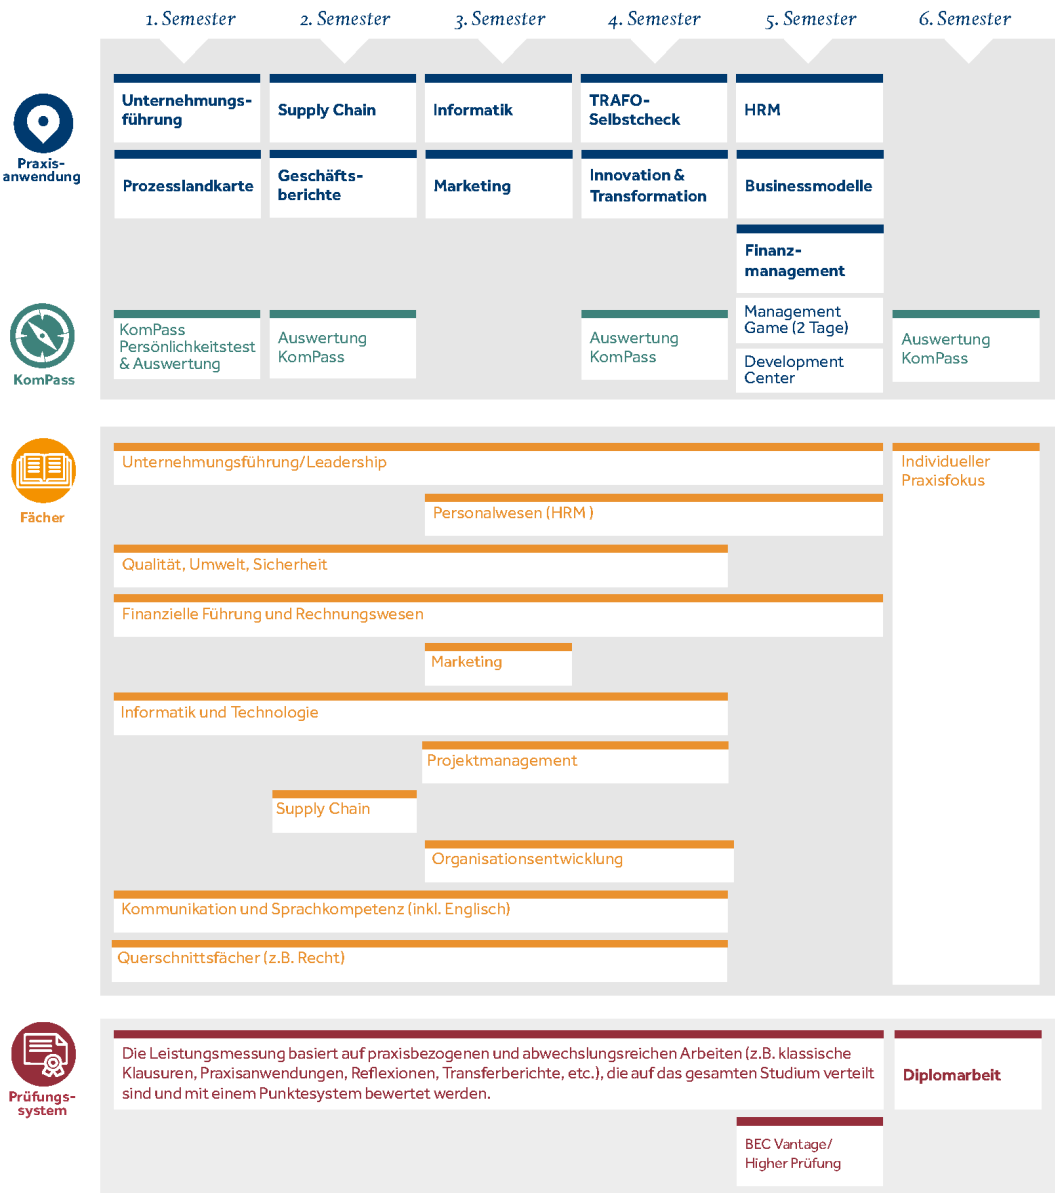 1. Semester
2. Semester
3. Semester
4. Semester
5. Semester
6. Semester
Praxis-
anwendung
Unternehmungs-
führung
Supply Chain
Informatik
TRAFO-
Selbstcheck
HRM
Prozesslandkarte
Geschäfts-
berichte
Marketing
Innovation &
Transformation
Businessmodelle
Finanz-
management
Management
Game (2 Tage)
Development
Center
KomPass
KomPass
Persönlichkeitstest
& Auswertung
Auswertung
KomPass
Auswertung
KomPass
Auswertung
KomPass
Fächer
Unternehmungsführung/Leadership
Individueller
Praxisfokus
Personalwesen (HRM )
Qualität, Umwelt, Sicherheit
Finanzielle Führung und Rechnungswesen
Marketing
Informatik und Technologie
Projektmanagement
Supply Chain
Organisationsentwicklung
Kommunikation und Sprachkompetenz (inkl. Englisch)
Querschnittsfächer (z.B. Recht)
Prüfungs-
system
Die Leistungsmessung basiert auf praxisbezogenen und abwechslungsreichen Arbeiten (z.B. klassische
Klausuren, Praxisanwendungen, Reflexionen, Transferberichte, etc.), die auf das gesamten Studium verteilt
sind und mit einem Punktesystem bewertet werden.
Diplomarbeit
BEC Vantage/
Higher Prüfung